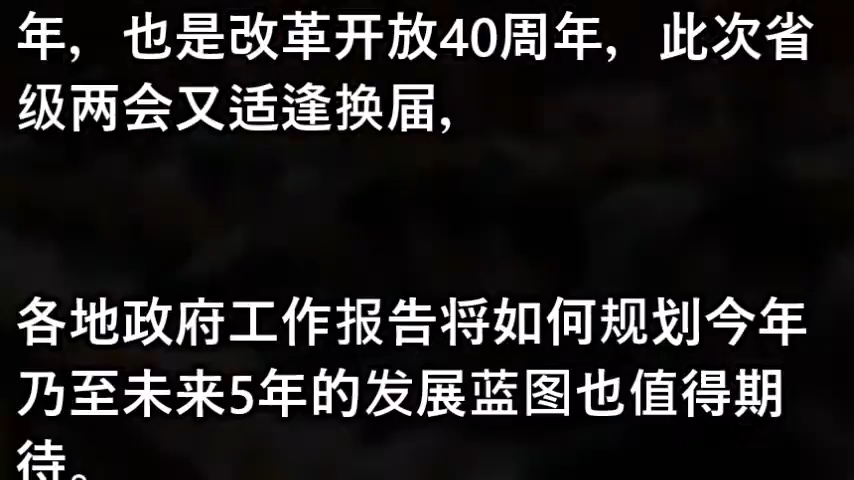 年，也是改革开放40周年，此次省
级两会又适逢换届，
各地政府工作报告将如何规划今年
乃至未来5年的发展蓝图也值得期
待。